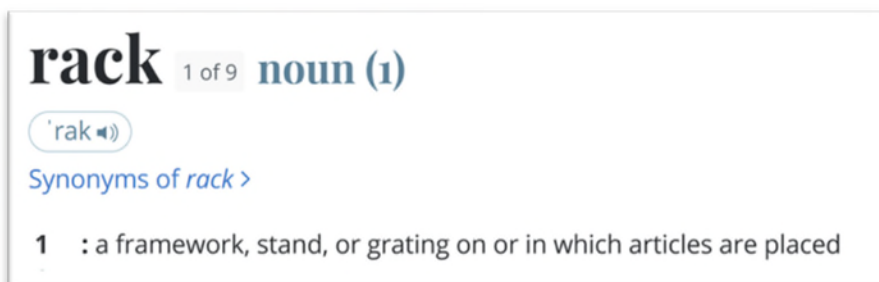 rack 1 of 9 noun (1)
ˈrak
Synonyms of rack >
1 : a framework, stand, or grating on or in which articles are placed